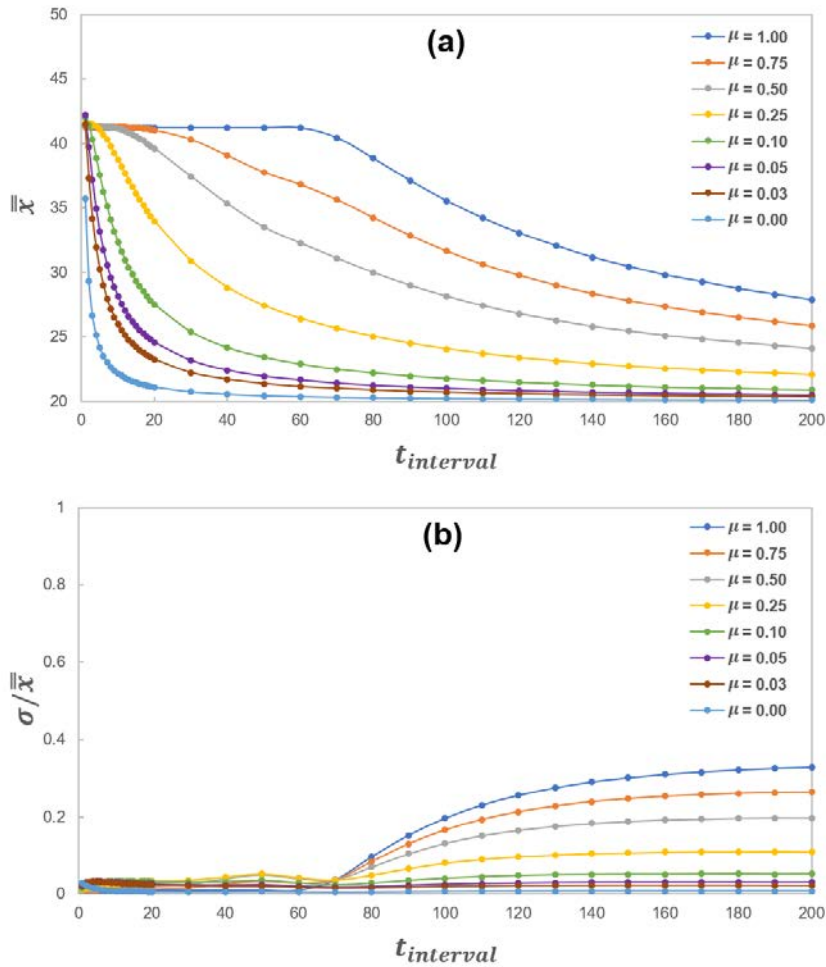 (a)
50
45
40
35
30
25
20
x̿
0 20 40 60 80 100 120 140 160 180 200
t_interval
μ = 1.00
μ = 0.75
μ = 0.50
μ = 0.25
μ = 0.10
μ = 0.05
μ = 0.03
μ = 0.00
(b)
1
0.8
0.6
0.4
0.2
0
σ/x̿
0 20 40 60 80 100 120 140 160 180 200
t_interval
μ = 1.00
μ = 0.75
μ = 0.50
μ = 0.25
μ = 0.10
μ = 0.05
μ = 0.03
μ = 0.00